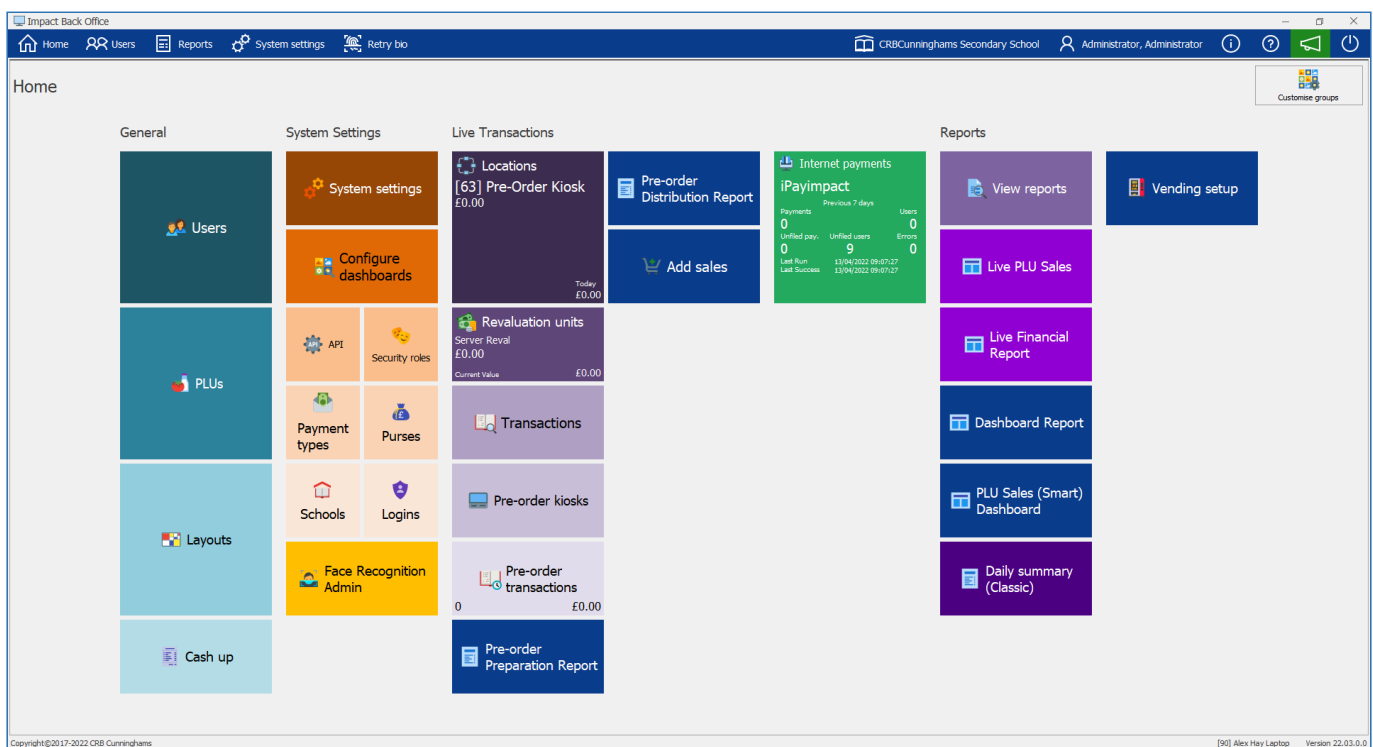 Impact Back Office
Home Users Reports System settings Retry bio CRBCunninghams Secondary School Administrator, Administrator
Home
Customise groups
General
System Settings
Live Transactions
Reports
Users
PLUs
Layouts
Cash up
System settings
Configure
dashboards
API
Security roles
Payment
types
Purses
Schools
Logins
Face Recognition
Admin
Locations
[63] Pre-Order Kiosk
£0.00
Today
£0.00
Revaluation units
Server Reval
£0.00
Current Value £0.00
Transactions
Pre-order kiosks
Pre-order
transactions
0 £0.00
Pre-order
Preparation Report
Pre-order
Distribution Report
Add sales
Internet payments
iPayimpact
Previous 7 days
Payments Users
0 0
Unfiled pay. Unfiled users Errors
0 9 0
Last Run 13/04/2022 09:07:27
Last Success 13/04/2022 09:07:27
View reports
Live PLU Sales
Live Financial
Report
Dashboard Report
PLU Sales (Smart)
Dashboard
Daily summary
(Classic)
Vending setup
Copyright©2017-2022 CRB Cunninghams [90] Alex Hay Laptop Version 22.03.0.0